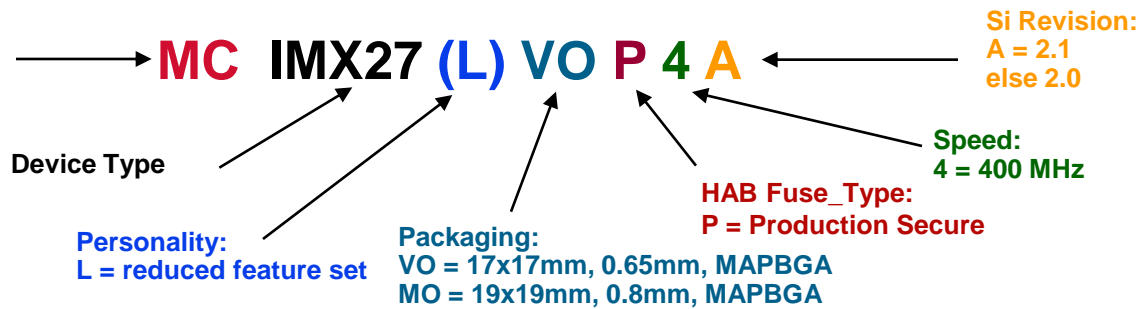 Si Revision:
A = 2.1
else 2.0
MC IMX27 (L) VO P 4 A
Speed:
4 = 400 MHz
Device Type
HAB Fuse_Type:
P = Production Secure
Personality:
L = reduced feature set
Packaging:
VO = 17x17mm, 0.65mm, MAPBGA
MO = 19x19mm, 0.8mm, MAPBGA